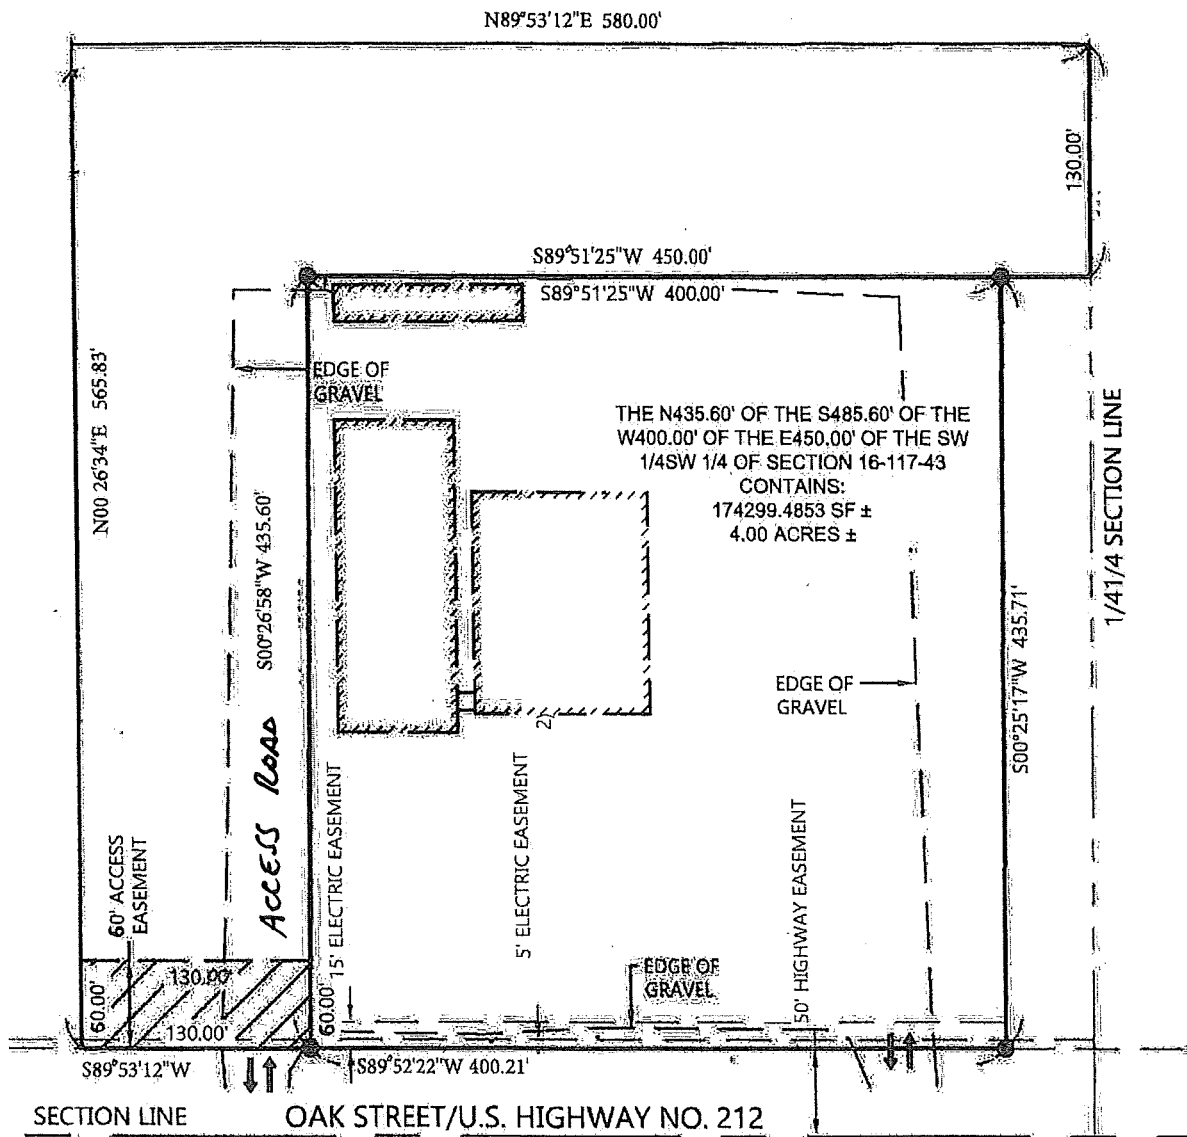 N89°53'12"E 580.00'
130.00'
S89°51'25"W 450.00'
S89°51'25"W 400.00'
N00 26'34"E 565.83'
EDGE OF
GRAVEL
THE N435.60' OF THE S485.60' OF THE
W400.00' OF THE E450.00' OF THE SW
1/4SW 1/4 OF SECTION 16-117-43
CONTAINS:
174299.4853 SF ±
4.00 ACRES ±
1/41/4 SECTION LINE
S00°26'58"W 435.60'
S00°25'17"W 435.71'
EDGE OF
GRAVEL
ACCESS ROAD
60' ACCESS
EASEMENT
15' ELECTRIC EASEMENT
5' ELECTRIC EASEMENT
50' HIGHWAY EASEMENT
EDGE OF
GRAVEL
130.00'
60.00'
60.00'
130.00'
S89°53'12"W
S89°52'22"W 400.21'
SECTION LINE
OAK STREET/U.S. HIGHWAY NO. 212